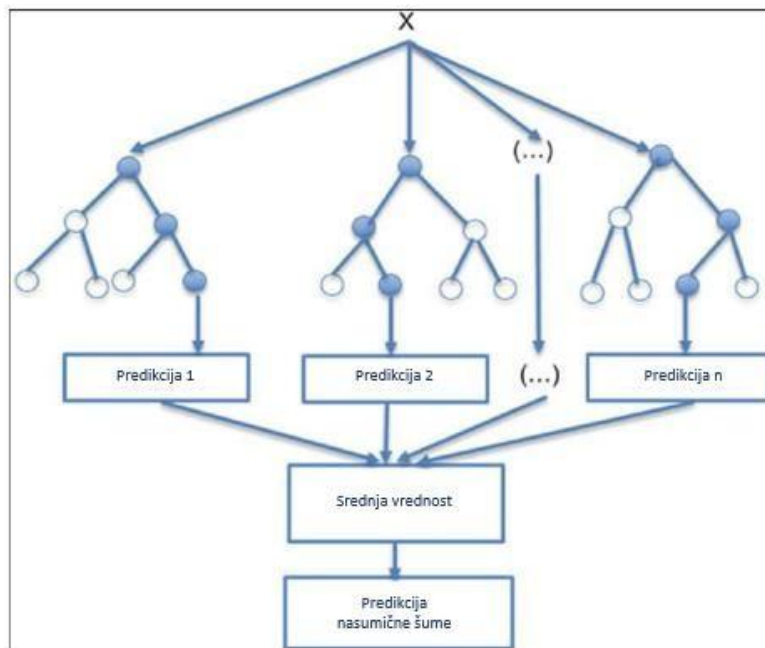 X
(...)
Predikcija 1
Predikcija 2
(...)
Predikcija n
Srednja vrednost
Predikcija
nasumične šume